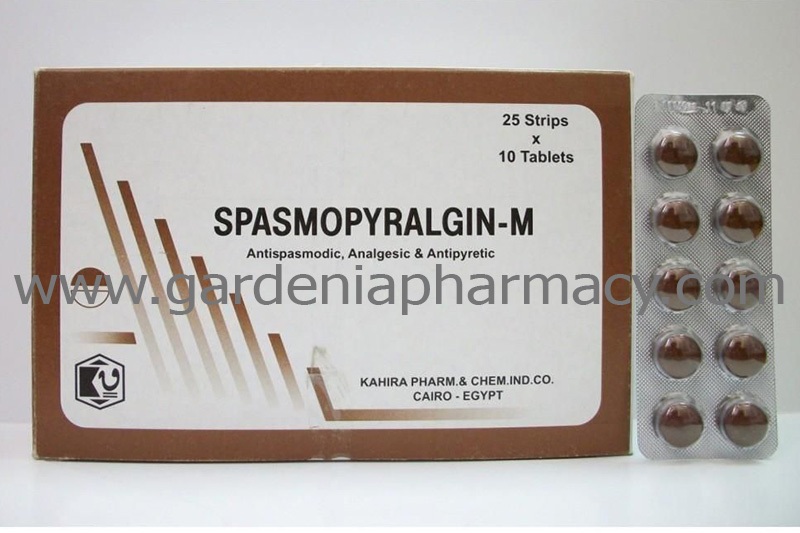 25 Strips
x
10 Tablets
SPASMOPYRALGIN-M
Antispasmodic, Analgesic & Antipyretic
www.gardeniapharmacy.com
KAHIRA PHARM.& CHEM.IND.CO.
CAIRO - EGYPT